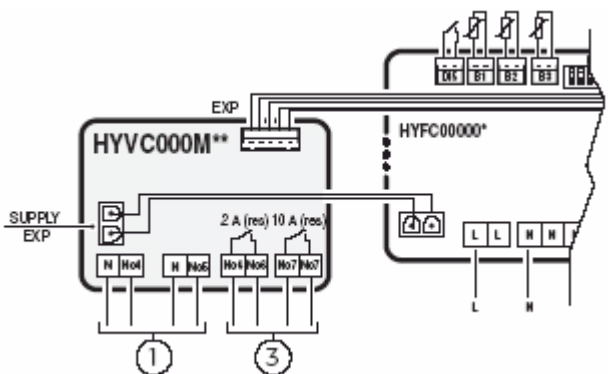 DI5 B1 B2 B3
EXP
HYFC00000*
HYVC000M**
SUPPLY
EXP
2 A (res) 10 A (res)
N No4 N No5 No6 No6 No7 No7
L L N N
L N
1 3